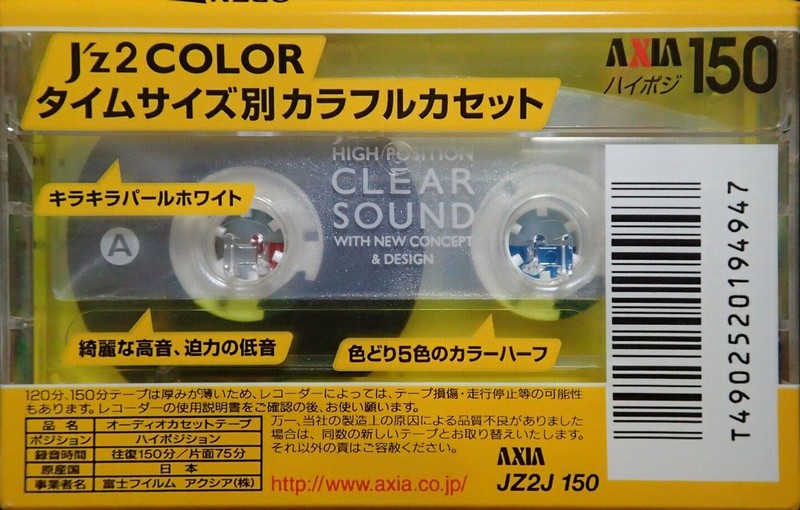 J'z2 COLOR
タイムサイズ別カラフルカセット
AXIA
ハイポジ 150
キラキラパールホワイト
A
HIGH POSITION
CLEAR
SOUND
WITH NEW CONCEPT
& DESIGN
綺麗な高音、迫力の低音
色どり5色のカラーハーフ
T4902520194947
120分、150分テープは厚みが薄いため、レコーダーによっては、テープ損傷・走行停止等の可能性
もあります。レコーダーの使用説明書をご確認の後、お使い願います。
品名 オーディオカセットテープ
ポジション ハイポジション
録音時間 往復150分/片面75分
原産国 日本
事業者名 富士フイルム アクシア(株)
万一、当社の製造上の原因による品質不良がありました
場合は、同数の新しいテープとお取り替えいたします。
それ以外の責はご容赦ください。
http://www.axia.co.jp/
AXIA
JZ2J 150